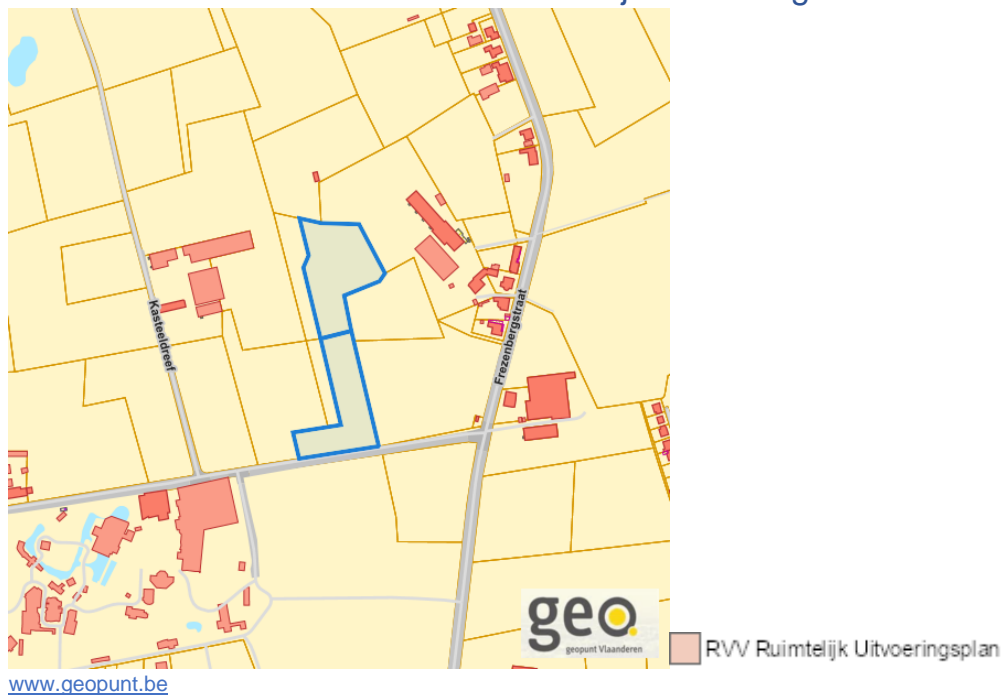 Kasteeldreef
Frezenbergstraat
geo
geopunt Vlaanderen
RVV Ruimtelijk Uitvoeringsplan
www.geopunt.be